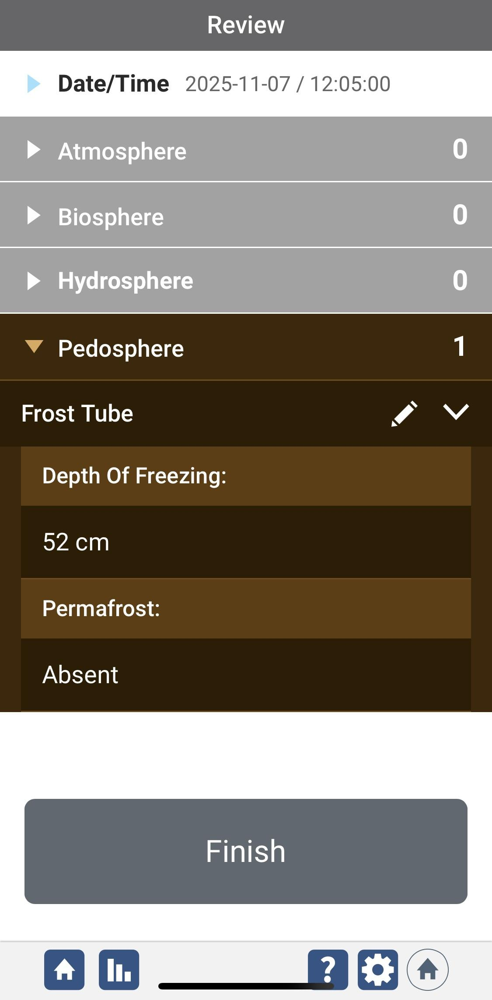 Review
Date/Time 2025-11-07 / 12:05:00
Atmosphere 0
Biosphere 0
Hydrosphere 0
Pedosphere 1
Frost Tube
Depth Of Freezing:
52 cm
Permafrost:
Absent
Finish
?